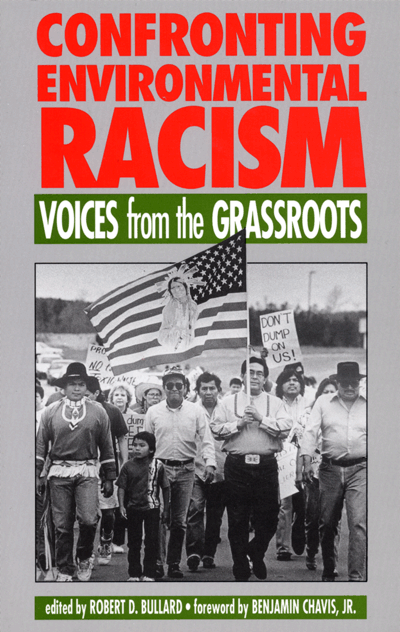 CONFRONTING
ENVIRONMENTAL
RACISM
VOICES from the GRASSROOTS
DON'T
DUMP
ON
US!
edited by ROBERT D. BULLARD • foreword by BENJAMIN CHAVIS, JR.